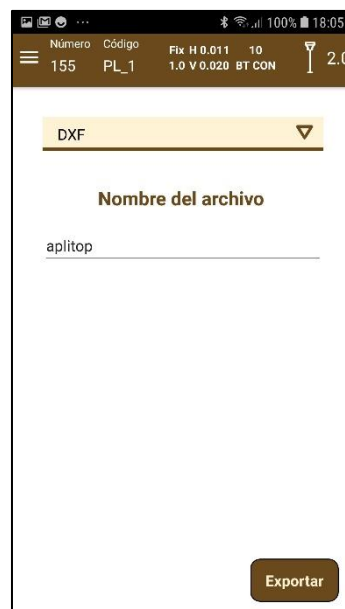 100% 18:05
Número Código Fix H 0.011 10
155 PL_1 1.0 V 0.020 BT CON 2.0
DXF
Nombre del archivo
aplitop
Exportar